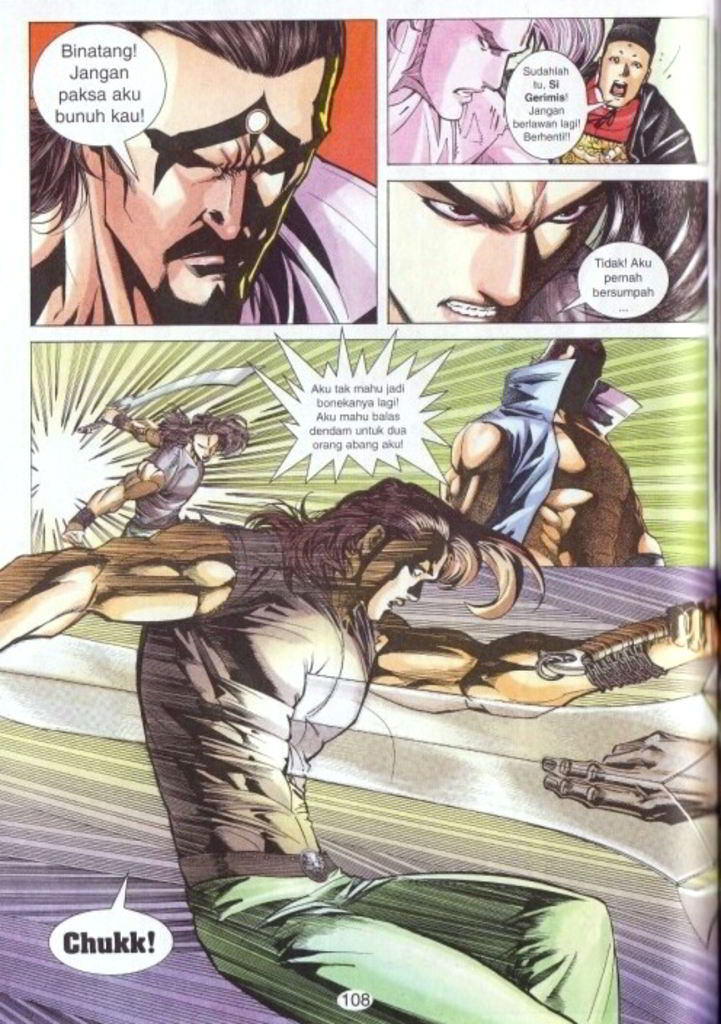 Binatang!
Jangan
paksa aku
bunuh kau!
Sudahlah
tu, Si
Gerimis!
Jangan
berlawan lagi!
Berhenti!!
Tidak! Aku
pernah
bersumpah
...
Aku tak mahu jadi
bonekanya lagi!
Aku mahu balas
dendam untuk dua
orang abang aku!
Chukk!
108